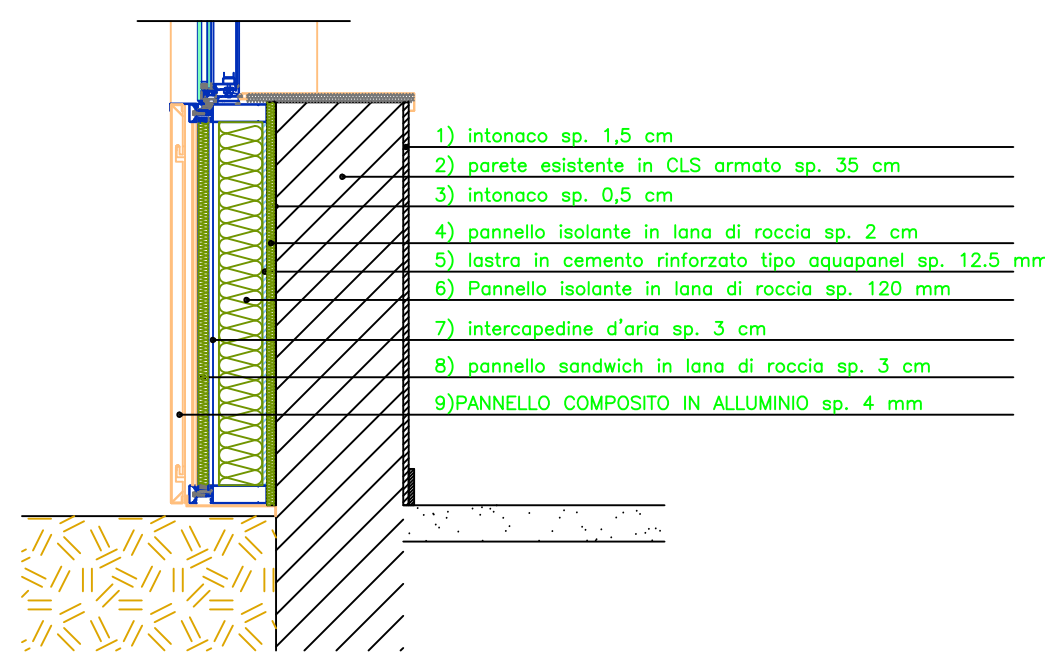 1) intonaco sp. 1,5 cm
2) parete esistente in CLS armato sp. 35 cm
3) intonaco sp. 0,5 cm
4) pannello isolante in lana di roccia sp. 2 cm
5) lastra in cemento rinforzato tipo aquapanel sp. 12.5 mm
6) Pannello isolante in lana di roccia sp. 120 mm
7) intercapedine d'aria sp. 3 cm
8) pannello sandwich in lana di roccia sp. 3 cm
9)PANNELLO COMPOSITO IN ALLUMINIO sp. 4 mm